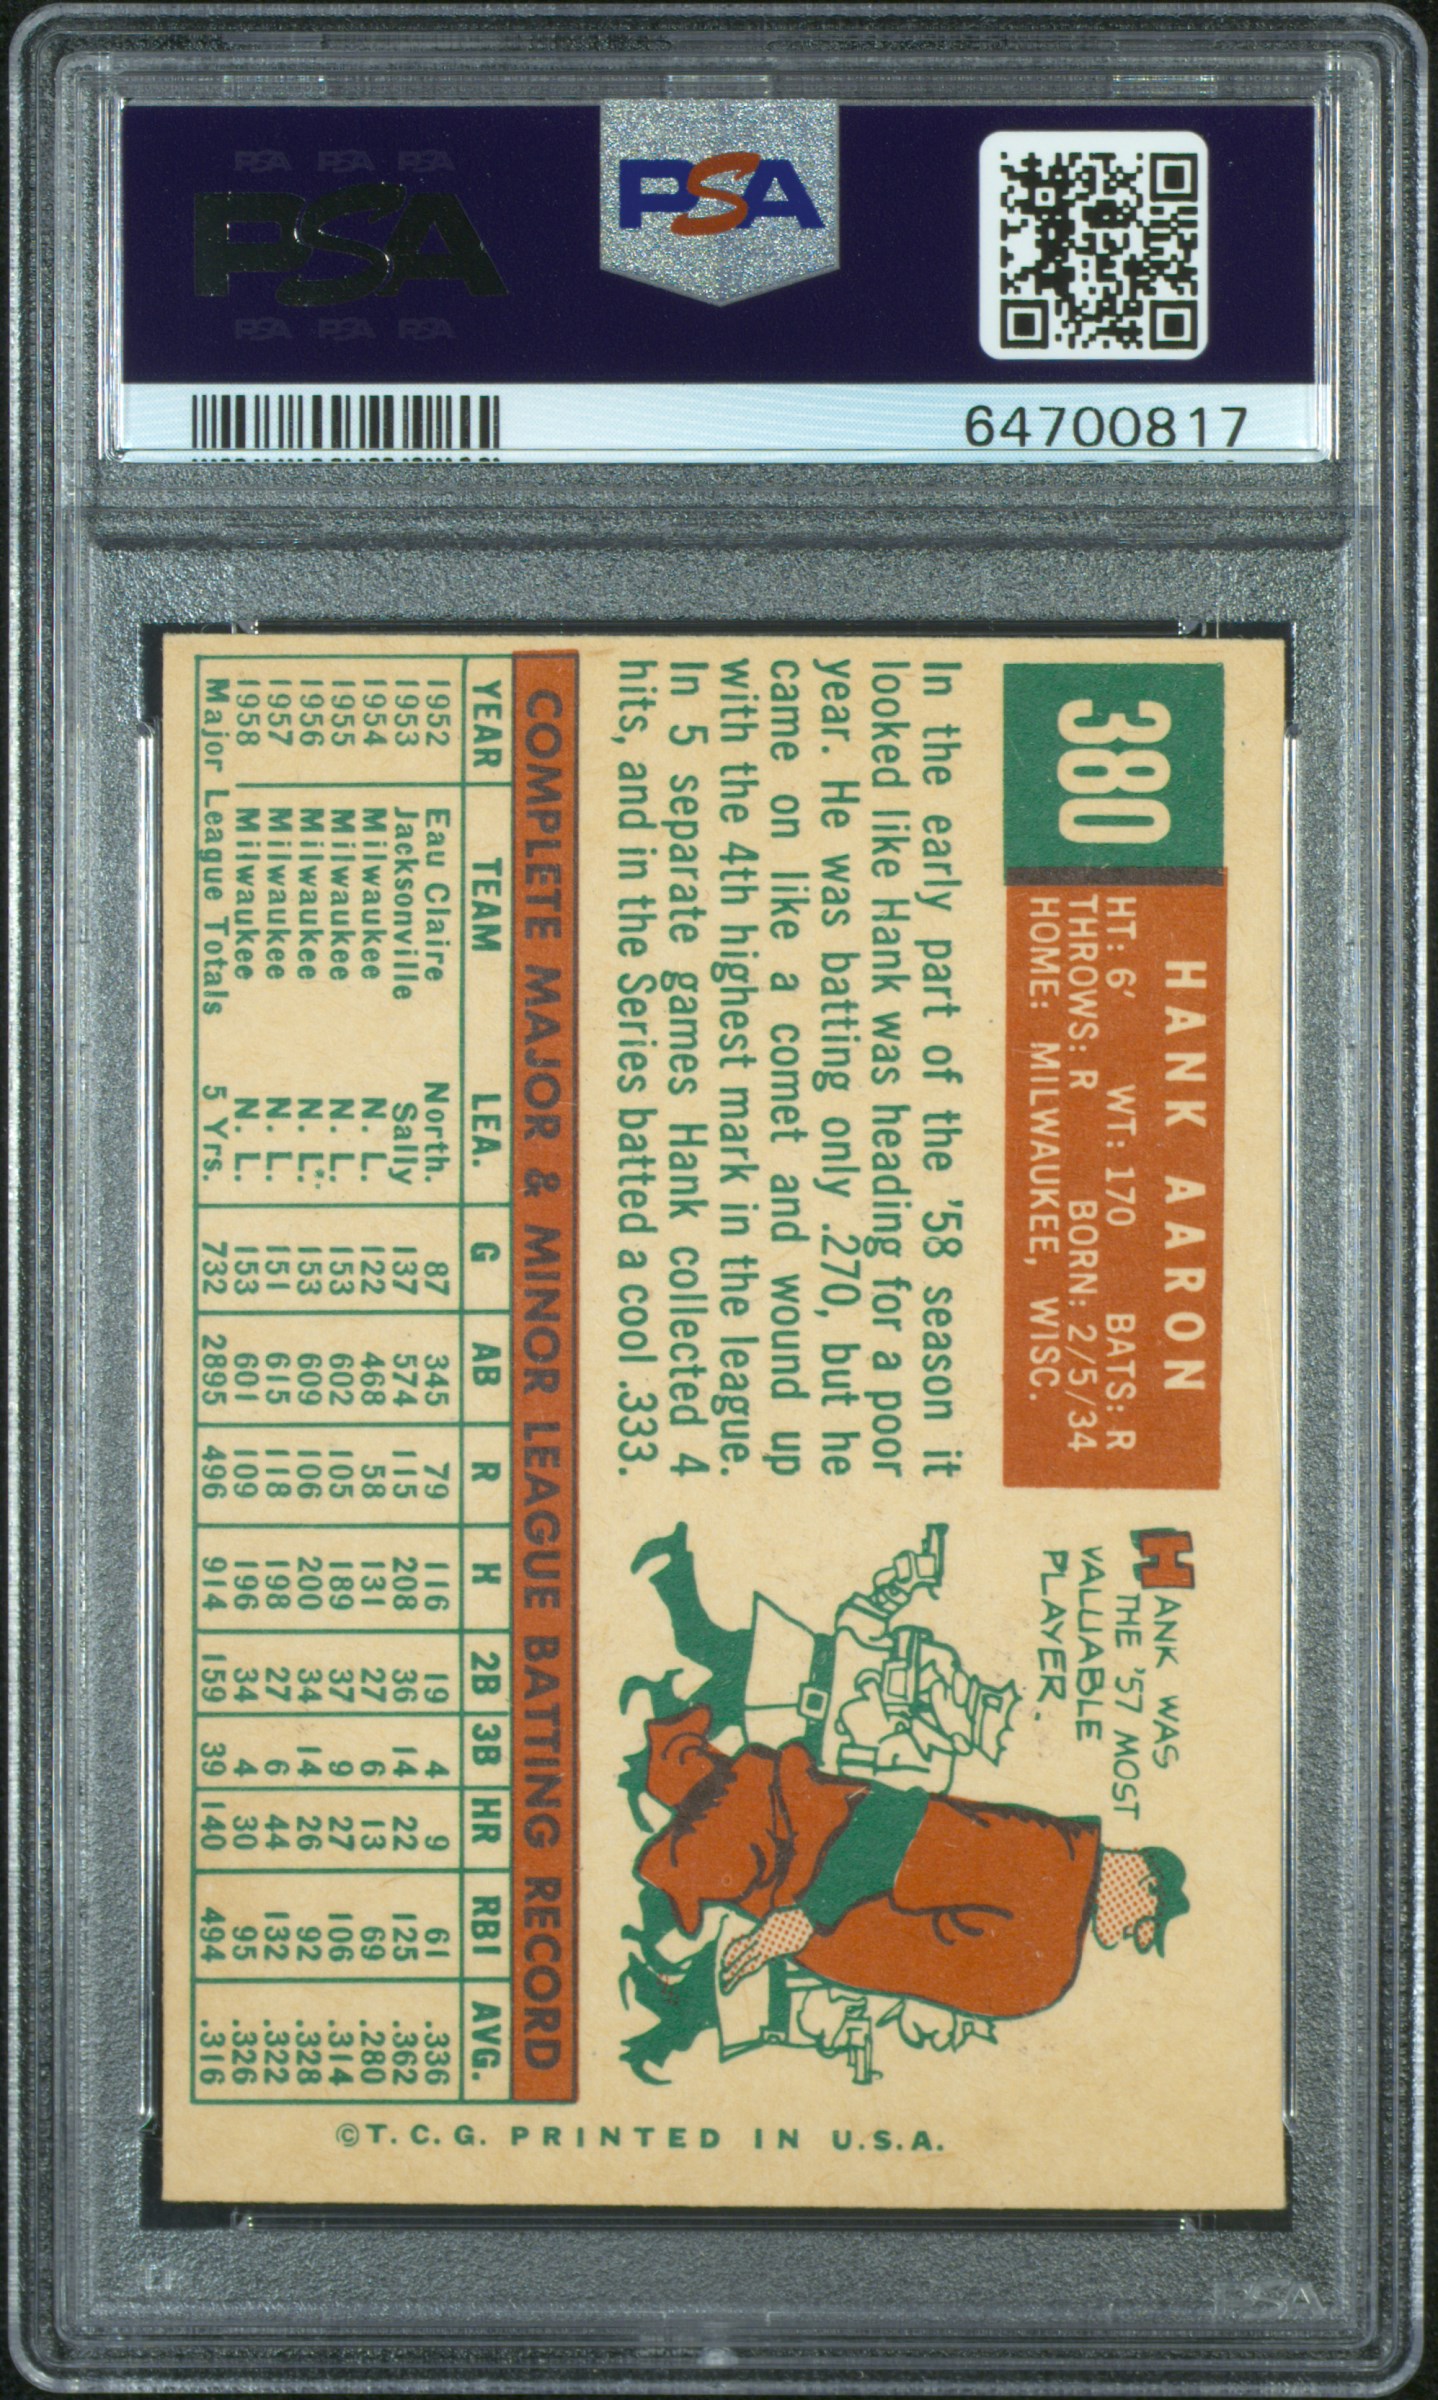 PSA PSA PSA
PSA
PSA PSA PSA
PSA
64700817
380
HANK AARON
HT: 6' WT: 170 BATS: R
THROWS: R BORN: 2/5/34
HOME: MILWAUKEE, WISC.
In the early part of the '58 season it
looked like Hank was heading for a poor
year. He was batting only .270, but he
came on like a comet and wound up
with the 4th highest mark in the league.
In 5 separate games Hank collected 4
hits, and in the Series batted a cool .333.
HANK WAS
THE '57 MOST
VALUABLE
PLAYER.
COMPLETE MAJOR & MINOR LEAGUE BATTING RECORD
YEAR TEAM LEA. G AB R H 2B 3B HR RBI AVG.
1952 Eau Claire North. 87 345 79 116 19 4 9 61 .336
1953 Jacksonville Sally 137 574 115 208 36 14 22 125 .362
1954 Milwaukee N. L. 122 468 58 131 27 6 13 69 .280
1955 Milwaukee N. L. 153 602 105 189 37 9 27 106 .314
1956 Milwaukee N. L. 153 609 106 200 34 14 26 92 .328
1957 Milwaukee N. L. 151 615 118 198 27 6 44 132 .322
1958 Milwaukee N. L. 153 601 109 196 34 4 30 95 .326
Major League Totals 5 Yrs. 732 2895 496 914 159 39 140 494 .316
©T. C. G. PRINTED IN U.S.A.
PSA